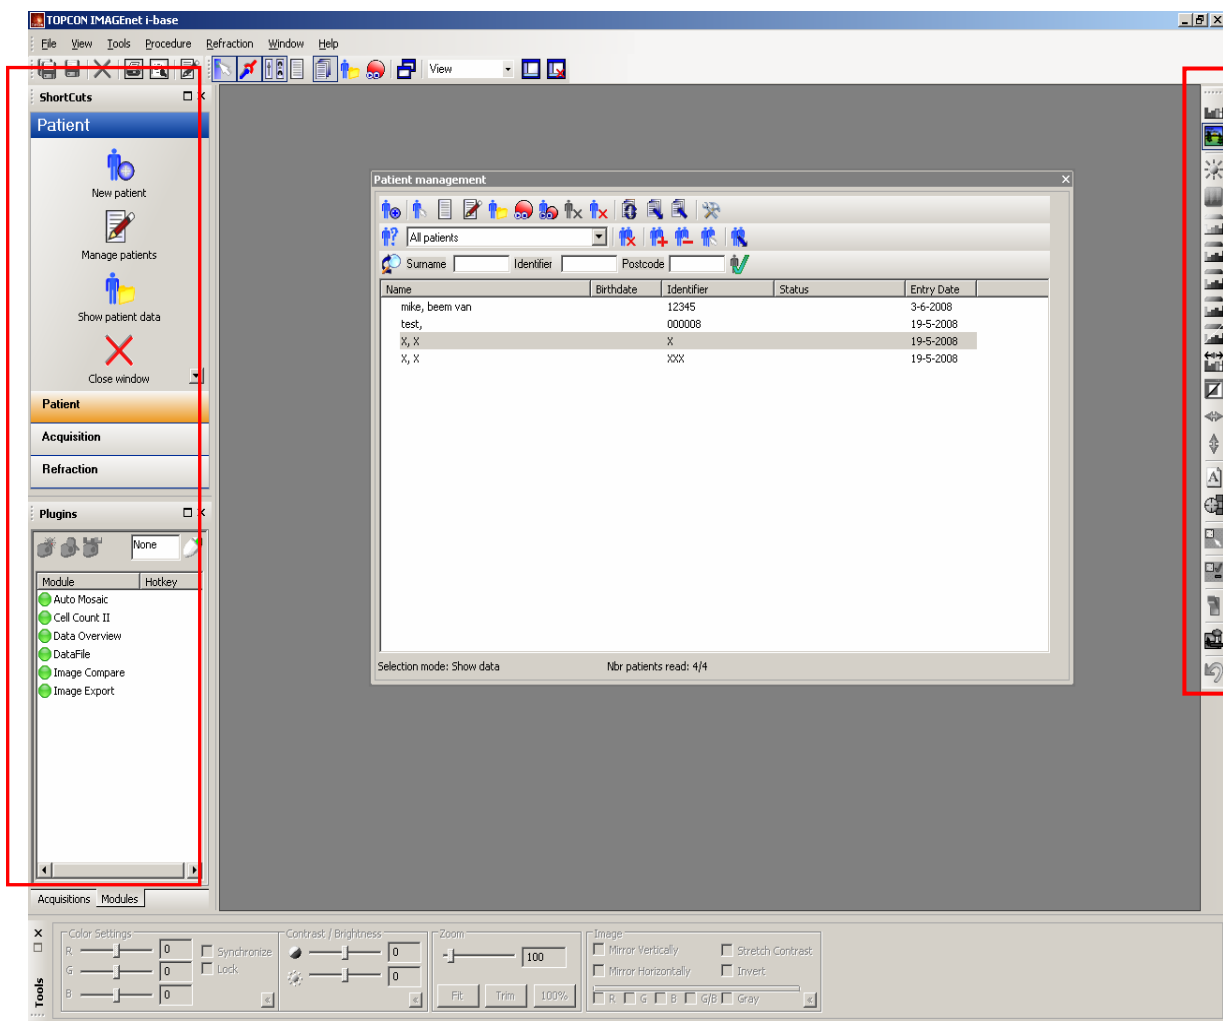 TOPCON IMAGEnet i-base
File View Tools Procedure Refraction Window Help
View
ShortCuts
Patient
New patient
Manage patients
Show patient data
Close window
Patient
Acquisition
Refraction
Plugins
None
Module Hotkey
Auto Mosaic
Cell Count II
Data Overview
DataFile
Image Compare
Image Export
Acquisitions Modules
Patient management
All patients
Surname Identifier Postcode
Name Birthdate Identifier Status Entry Date
mike, beem van 12345 3-6-2008
test, 000008 19-5-2008
X, X X 19-5-2008
X, X XXX 19-5-2008
Selection mode: Show data Nbr patients read: 4/4
Tools
Color Settings
R 0 Synchronize
G 0 Lock
B 0
Contrast / Brightness
0
0
Zoom
100
Fit Trim 100%
Image
Mirror Vertically Stretch Contrast
Mirror Horizontally Invert
R G B G/B Gray